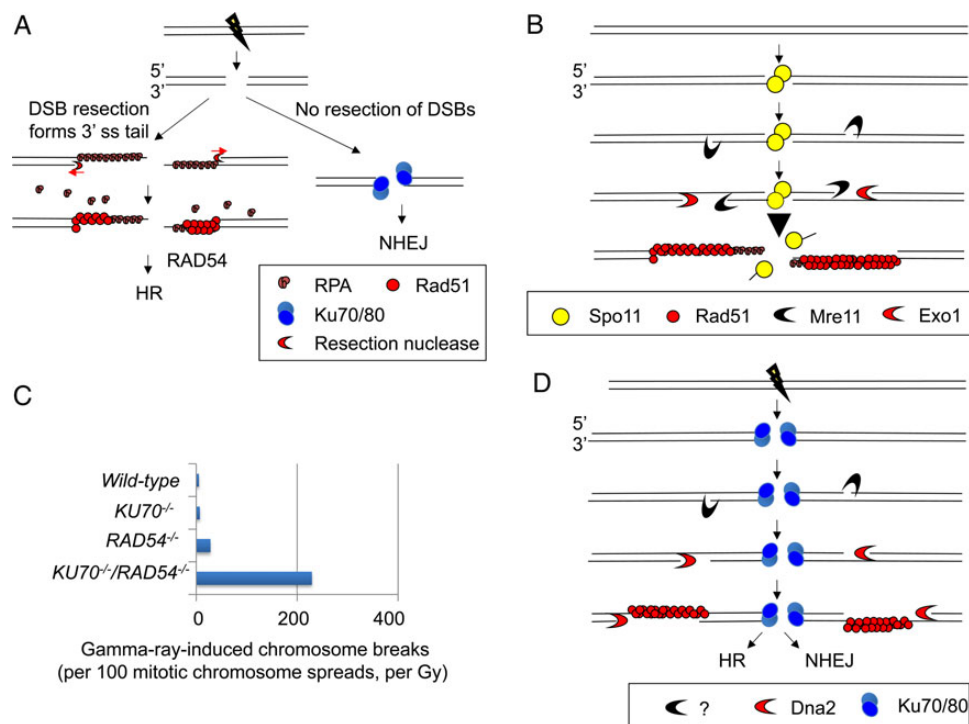 A
5'
3'
DSB resection
forms 3' ss tail
No resection of DSBs
RAD54
HR
NHEJ
RPA
Rad51
Ku70/80
Resection nuclease
B
5'
3'
Spo11
Rad51
Mre11
Exo1
C
Wild-type
KU70-/-
RAD54-/-
KU70-/-/RAD54-/-
0
200
400
Gamma-ray-induced chromosome breaks
(per 100 mitotic chromosome spreads, per Gy)
D
5'
3'
HR
NHEJ
?
Dna2
Ku70/80